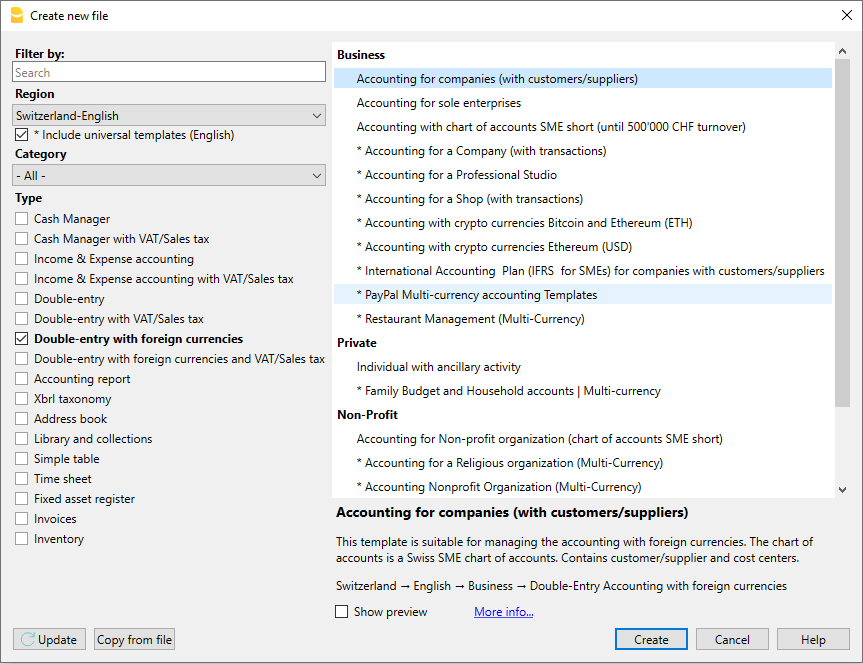 Create new file
Filter by:
Search
Region
Switzerland-English
* Include universal templates (English)
Category
- All -
Type
Cash Manager
Cash Manager with VAT/Sales tax
Income & Expense accounting
Income & Expense accounting with VAT/Sales tax
Double-entry
Double-entry with VAT/Sales tax
Double-entry with foreign currencies
Double-entry with foreign currencies and VAT/Sales tax
Accounting report
Xbrl taxonomy
Address book
Library and collections
Simple table
Time sheet
Fixed asset register
Invoices
Inventory
Business
Accounting for companies (with customers/suppliers)
Accounting for sole enterprises
Accounting with chart of accounts SME short (until 500'000 CHF turnover)
* Accounting for a Company (with transactions)
* Accounting for a Professional Studio
* Accounting for a Shop (with transactions)
* Accounting with crypto currencies Bitcoin and Ethereum (ETH)
* Accounting with crypto currencies Ethereum (USD)
* International Accounting Plan (IFRS for SMEs) for companies with customers/suppliers
* PayPal Multi-currency accounting Templates
* Restaurant Management (Multi-Currency)
Private
Individual with ancillary activity
* Family Budget and Household accounts | Multi-currency
Non-Profit
Accounting for Non-profit organization (chart of accounts SME short)
* Accounting for a Religious organization (Multi-Currency)
* Accounting Nonprofit Organization (Multi-Currency)
Accounting for companies (with customers/suppliers)
This template is suitable for managing the accounting with foreign currencies. The chart of
accounts is a Swiss SME chart of accounts. Contains customer/supplier and cost centers.
Switzerland → English → Business → Double-Entry Accounting with foreign currencies
Show preview
More info...
Update
Copy from file
Create
Cancel
Help